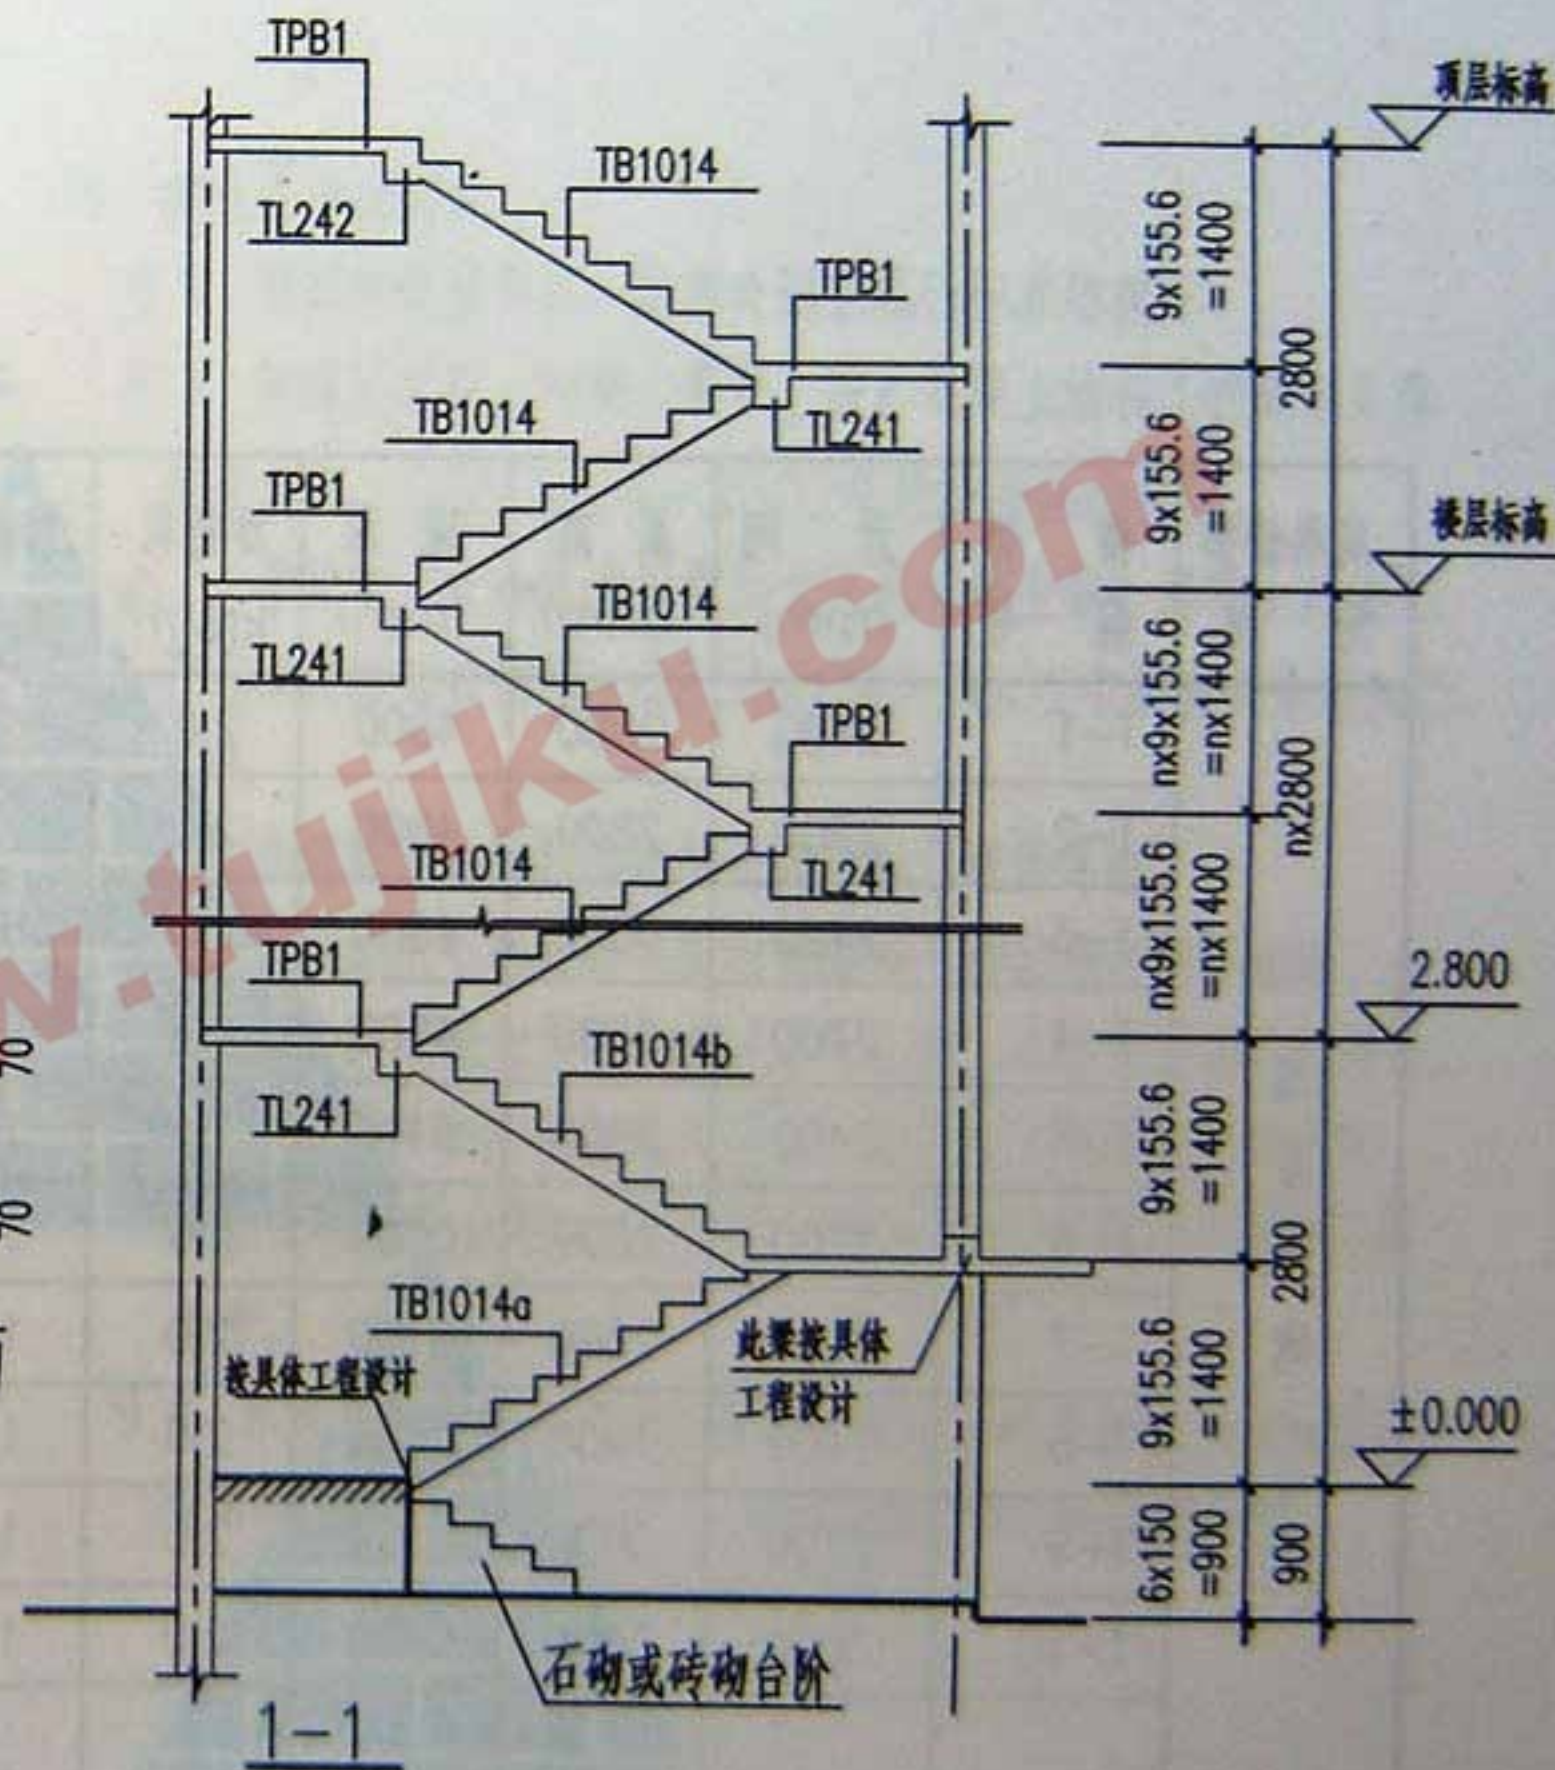 TPB1
顶层标高
TB1014
9x155.6
=1400
TL242
TPB1
2800
TB1014
TL241
9x155.6
=1400
TPB1
楼层标高
TB1014
TL241
nx9x155.6
=nx1400
TPB1
nx2800
TB1014
TL241
nx9x155.6
=nx1400
TPB1
2.800
70
TB1014b
TL241
9x155.6
=1400
70
2800
TB1014a
此梁按具体
工程设计
按具体工程设计
9x155.6
=1400
±0.000
6x150
=900
900
石砌或砖砌台阶
1-1
w.tujiku.com